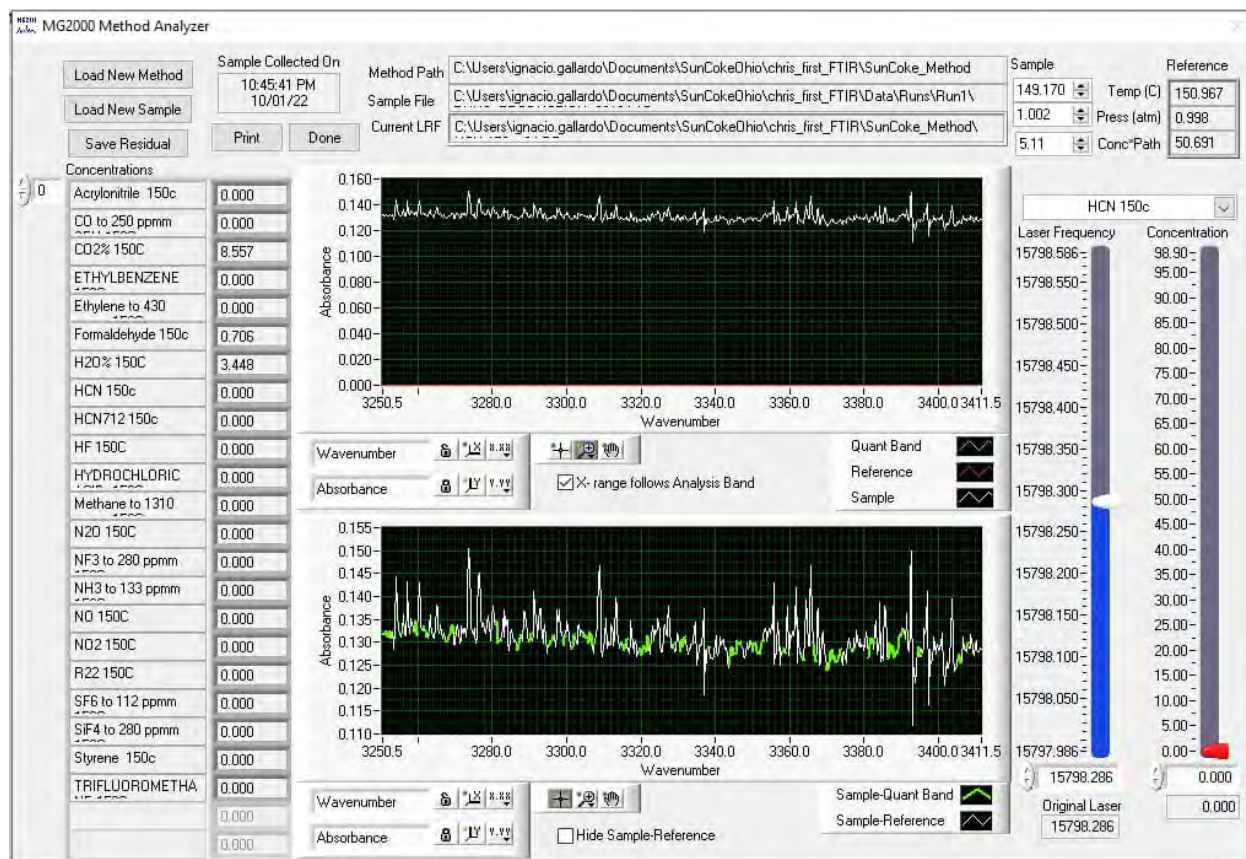 MG2000 Method Analyzer
Load New Method
Load New Sample
Save Residual
Sample Collected On
10:45:41 PM
10/01/22
Print
Done
Method Path
C:\Users\ignacio.gallardo\Documents\SunCokeOhio\chris_first_FTIR\SunCoke_Method
Sample File
C:\Users\ignacio.gallardo\Documents\SunCokeOhio\chris_first_FTIR\Data\Runs\Run1\
Current LRF
C:\Users\ignacio.gallardo\Documents\SunCokeOhio\chris_first_FTIR\SunCoke_Method\
Sample
Reference
149.170
Temp (C)
150.967
1.002
Press (atm)
0.998
5.11
Conc*Path
50.691
Concentrations
0
Acrylonitrile 150c 0.000
CO to 250 ppmm 0.000
CO2% 150C 8.557
ETHYLBENZENE 0.000
Ethylene to 430 0.000
Formaldehyde 150c 0.706
H2O% 150C 3.448
HCN 150c 0.000
HCN712 150c 0.000
HF 150C 0.000
HYDROCHLORIC 0.000
Methane to 1310 0.000
N2O 150C 0.000
NF3 to 280 ppmm 0.000
NH3 to 133 ppmm 0.000
NO 150C 0.000
NO2 150C 0.000
R22 150C 0.000
SF6 to 112 ppmm 0.000
SiF4 to 280 ppmm 0.000
Styrene 150c 0.000
TRIFLUOROMETHA 0.000
0.000
0.000
Absorbance
0.160
0.140
0.120
0.100
0.080
0.060
0.040
0.020
0.000
3250.5 3280.0 3300.0 3320.0 3340.0 3360.0 3380.0 3400.0 3411.5
Wavenumber
Wavenumber
X.XX
Absorbance
Y.YY
X- range follows Analysis Band
Quant Band
Reference
Sample
Absorbance
0.155
0.150
0.145
0.140
0.135
0.130
0.125
0.120
0.115
0.110
3250.5 3280.0 3300.0 3320.0 3340.0 3360.0 3380.0 3400.0 3411.5
Wavenumber
Wavenumber
X.XX
Absorbance
Y.YY
Hide Sample-Reference
Sample-Quant Band
Sample-Reference
HCN 150c
Laser Frequency
15798.586
15798.550
15798.500
15798.450
15798.400
15798.350
15798.300
15798.250
15798.200
15798.150
15798.100
15798.050
15797.986
15798.286
Original Laser
15798.286
Concentration
98.90
95.00
90.00
85.00
80.00
75.00
70.00
65.00
60.00
55.00
50.00
45.00
40.00
35.00
30.00
25.00
20.00
15.00
10.00
5.00
0.00
0.000
0.000